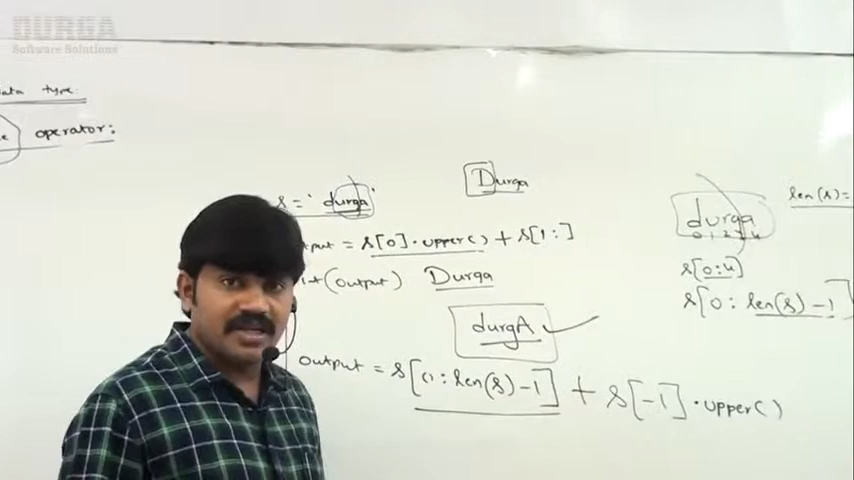 DURGA
Software Solutions
ata type:
e operator:
s = 'durga'
Durga
put = s[0].upper() + s[1:]
t(output) Durga
durgA
output = s[0:len(s)-1] + s[-1].upper()
durga
0 1 2 3 4
len(s)=
s[0:4]
s[0:len(s)-1]